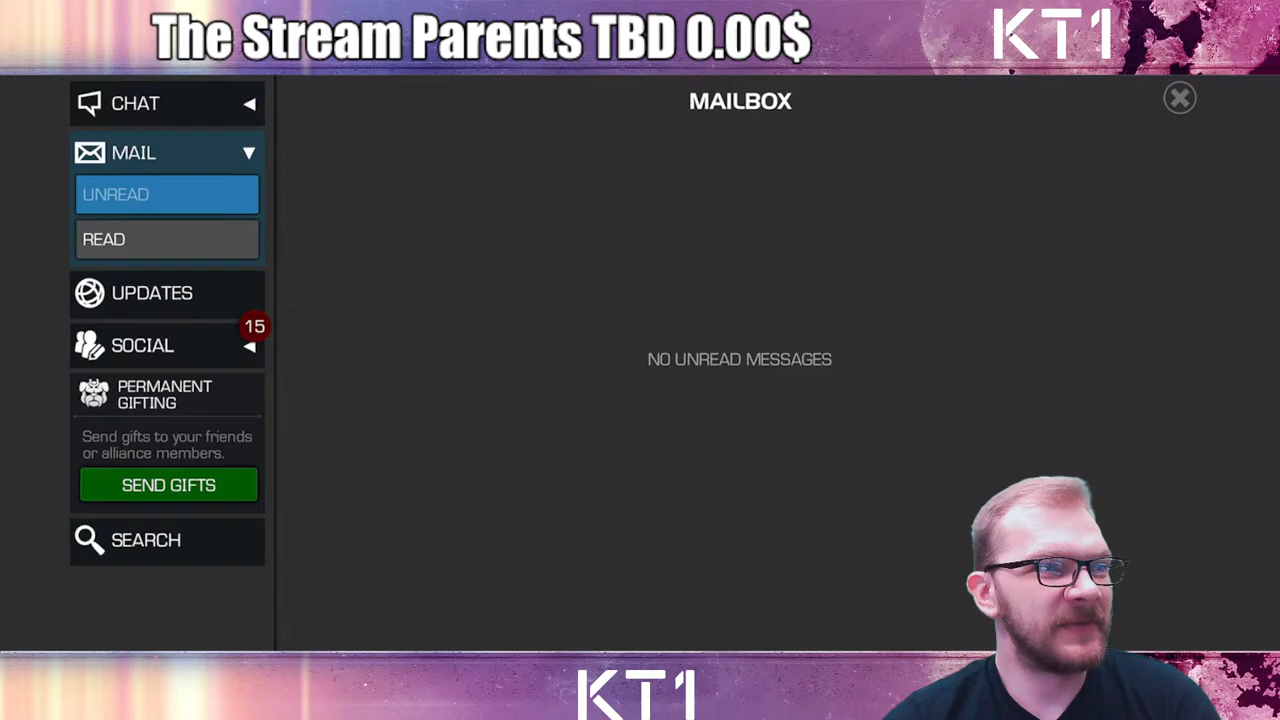 The Stream Parents TBD 0.00$
KT1
CHAT
MAILBOX
MAIL
UNREAD
READ
UPDATES
15
SOCIAL
NO UNREAD MESSAGES
PERMANENT
GIFTING
Send gifts to your friends
or alliance members.
SEND GIFTS
SEARCH
KT1